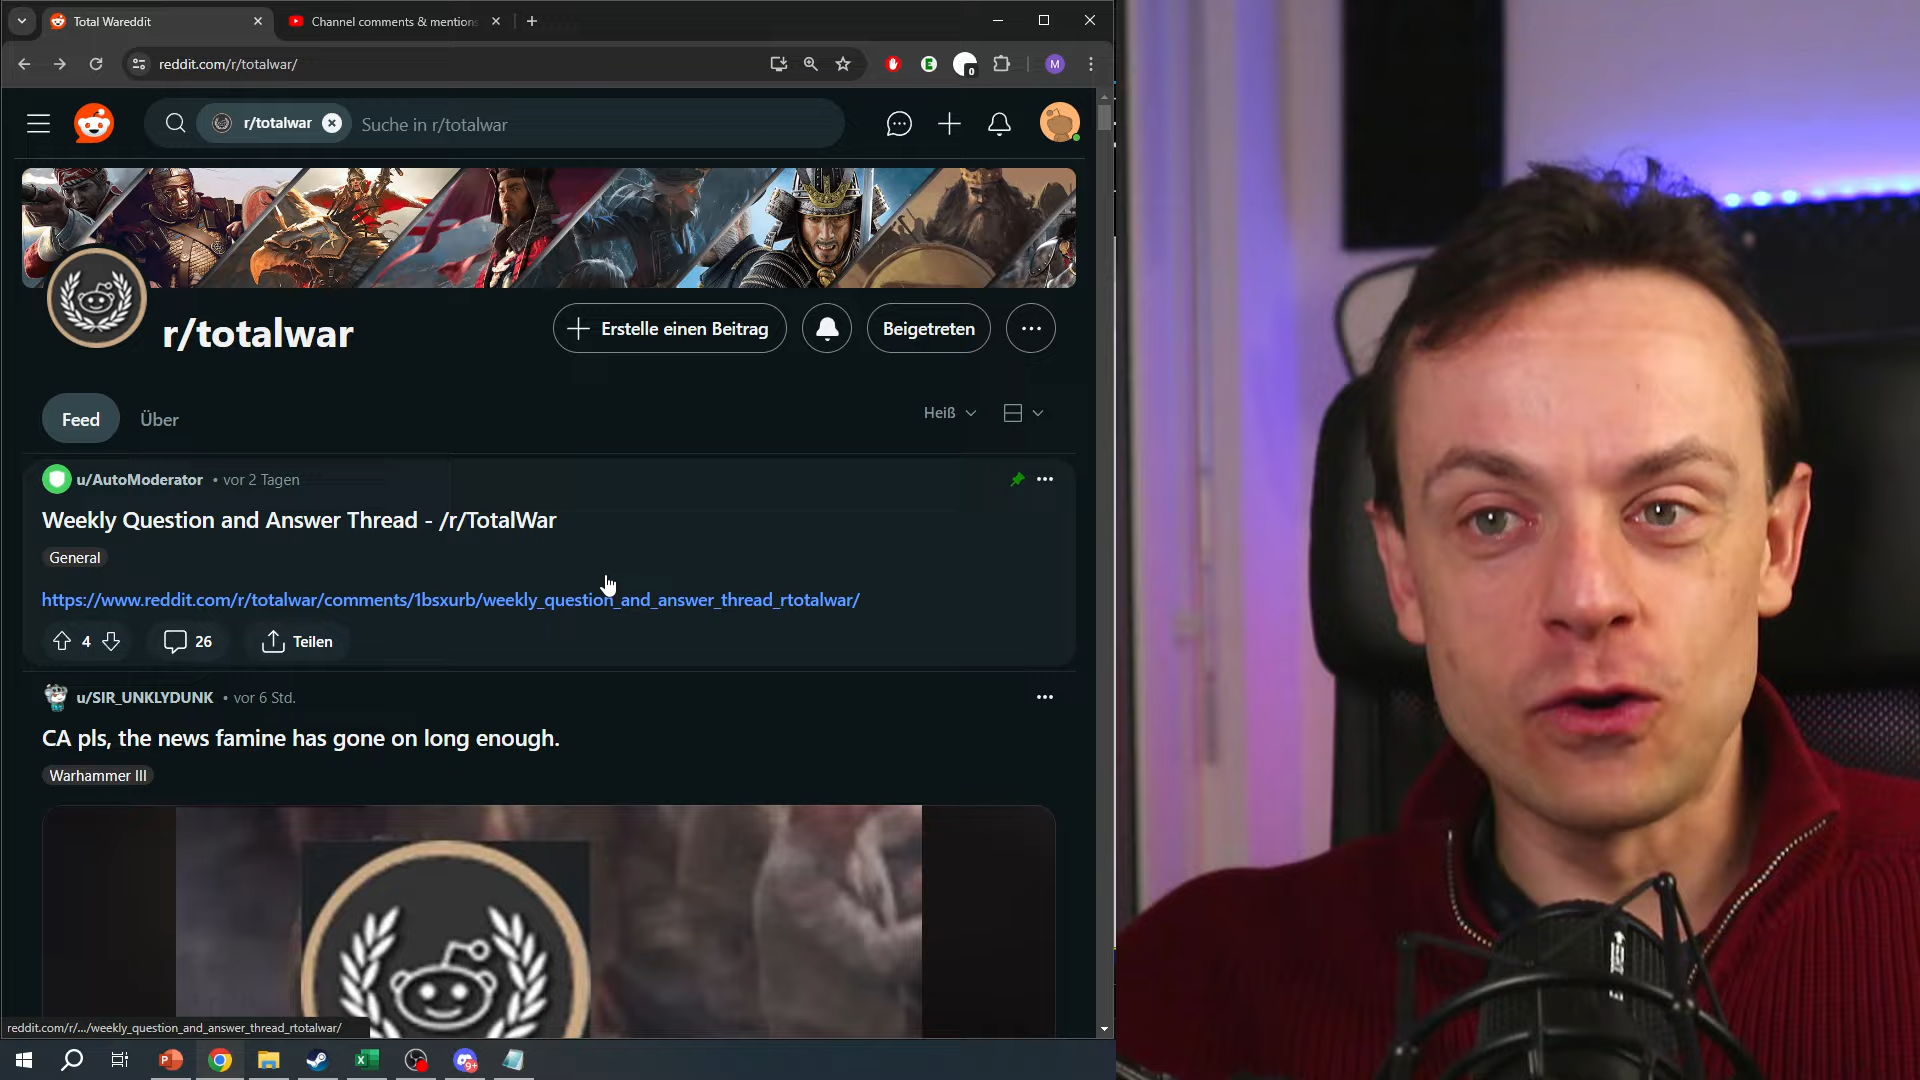 Total Wareddit
Channel comments & mention
reddit.com/r/totalwar/
0
M
r/totalwar
Suche in r/totalwar
r/totalwar
Erstelle einen Beitrag
Beigetreten
Feed
Über
Heiß
u/AutoModerator • vor 2 Tagen
Weekly Question and Answer Thread - /r/TotalWar
General
https://www.reddit.com/r/totalwar/comments/1bsxurb/weekly_question_and_answer_thread_rtotalwar/
4
26
Teilen
u/SIR_UNKLYDUNK • vor 6 Std.
CA pls, the news famine has gone on long enough.
Warhammer III
reddit.com/r/.../weekly_question_and_answer_thread_rtotalwar/
9+